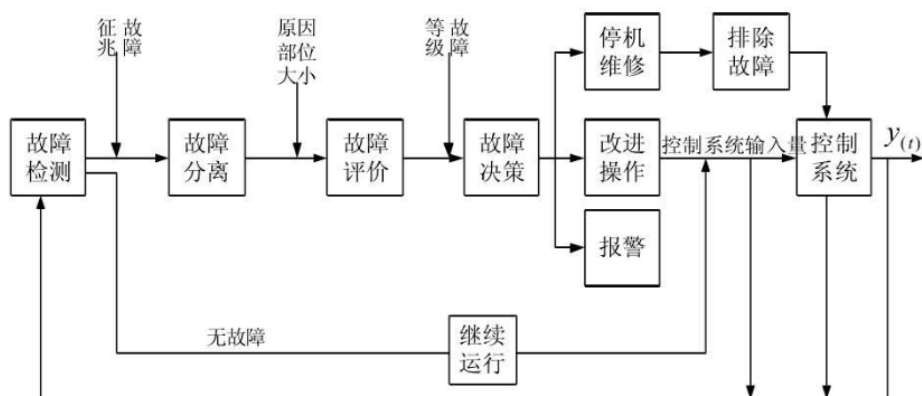 征 故
兆 障
原因
部位
大小
等 故
级 障
停机
维修
排除
故障
故障
检测
故障
分离
故障
评价
故障
决策
改进
操作
控制系统输入量
控制
系统
y(t)
报警
无故障
继续
运行